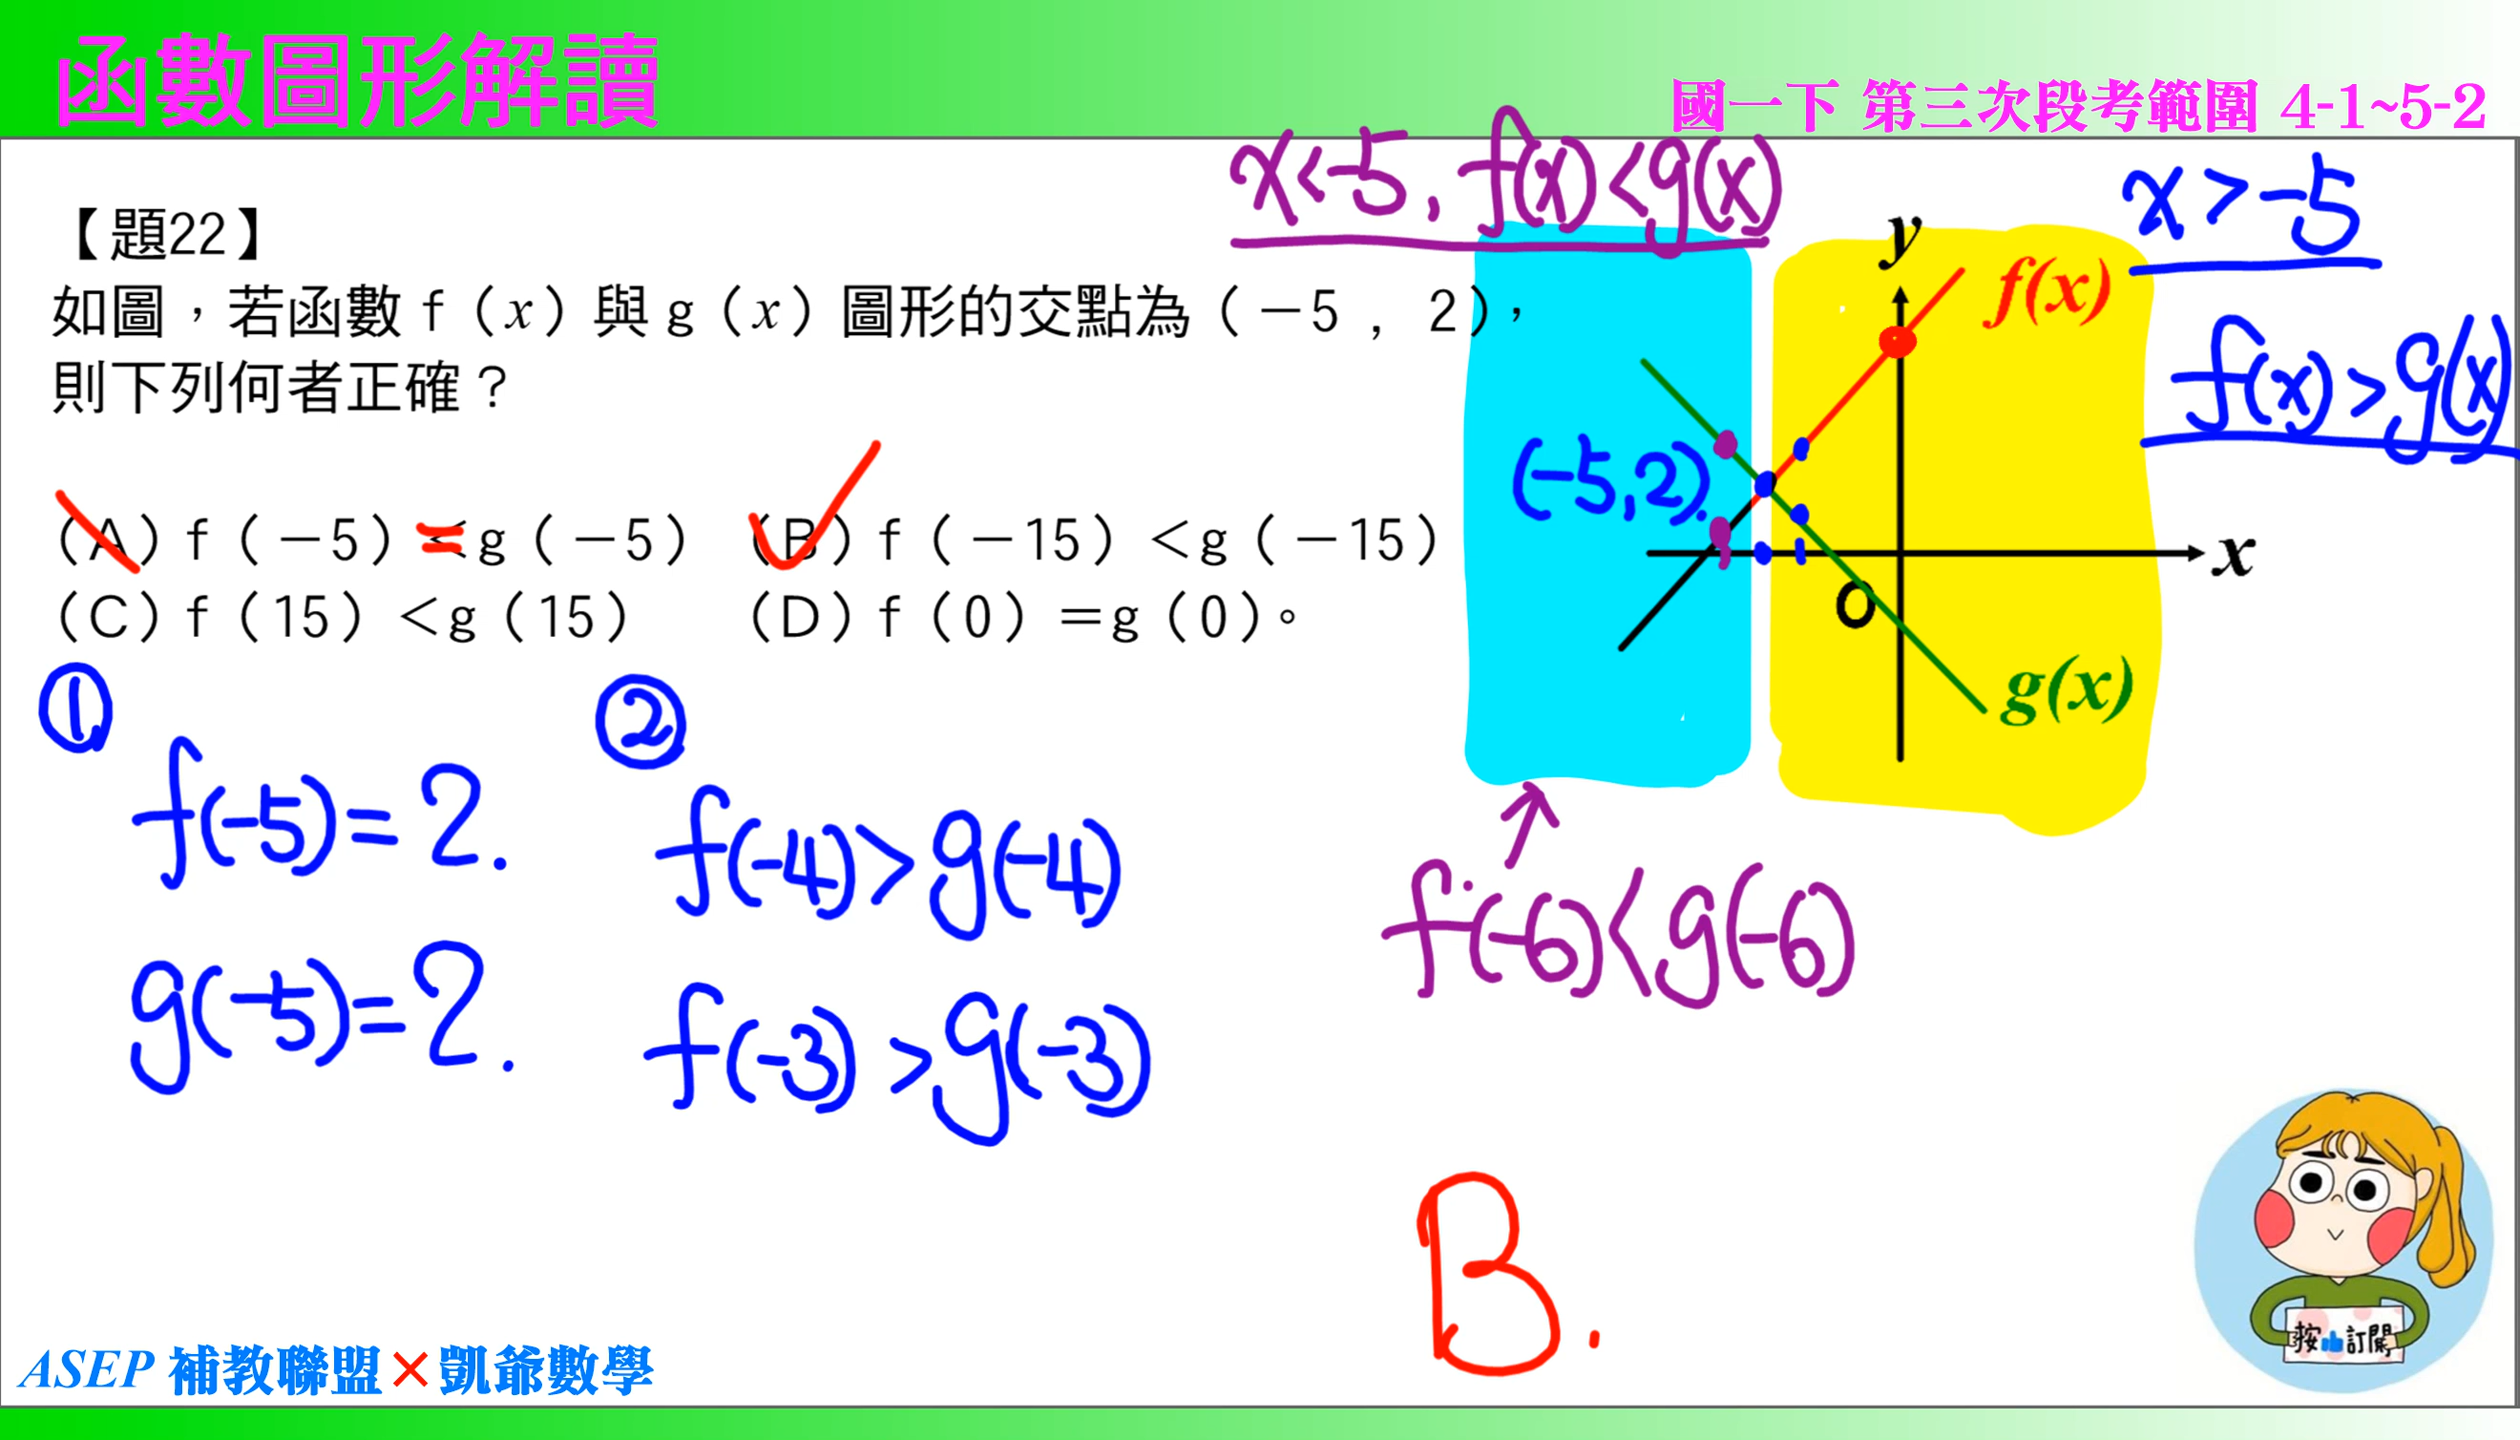 函數圖形解讀
國一下 第三次段考範圍 4-1~5-2
x<-5, f(x)<g(x)
x>-5
【題22】
如圖，若函數 f（x）與 g（x）圖形的交點為（－5 ， 2），
則下列何者正確？
y
f(x)
f(x)>g(x)
(-5,2).
（A）f（－5）＝g（－5） （B）f（－15）＜g（－15）
x
（C）f（15）＜g（15） （D）f（0）＝g（0）。
O
g(x)
①
②
f(-5)=2.
f(-4)>g(-4)
f(-6)<g(-6)
g(-5)=2.
f(-3)>g(-3)
B.
按 訂閱
ASEP 補教聯盟×凱爺數學